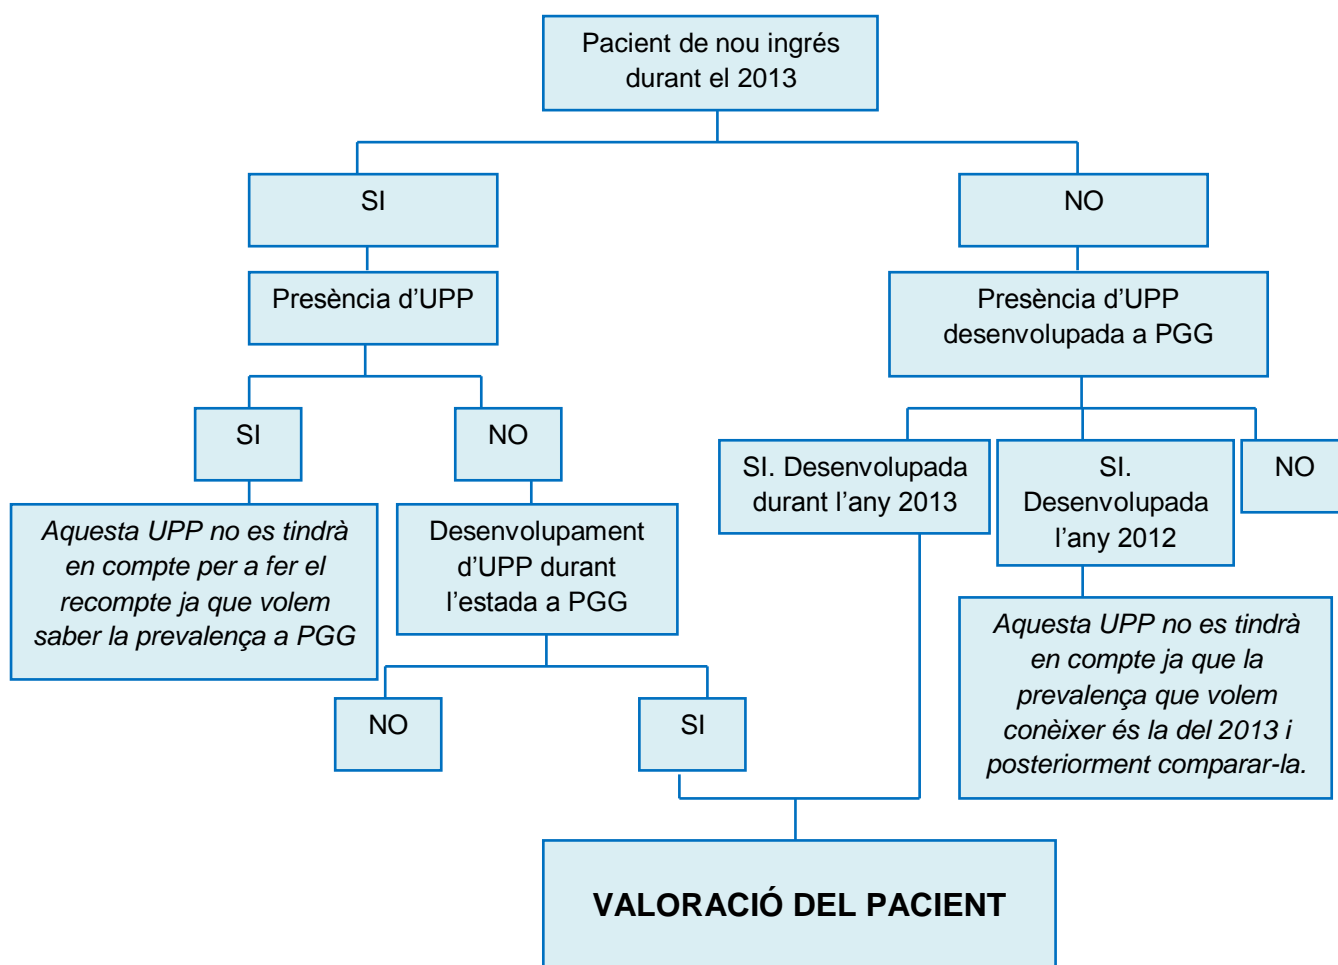 Pacient de nou ingrés
durant el 2013
SI
NO
Presència d’UPP
Presència d’UPP
desenvolupada a PGG
SI
NO
SI. Desenvolupada
durant l’any 2013
SI.
Desenvolupada
l’any 2012
NO
Aquesta UPP no es tindrà
en compte per a fer el
recompte ja que volem
saber la prevalença a PGG
Desenvolupament
d’UPP durant
l’estada a PGG
Aquesta UPP no es tindrà
en compte ja que la
prevalença que volem
conèixer és la del 2013 i
posteriorment comparar-la.
NO
SI
VALORACIÓ DEL PACIENT